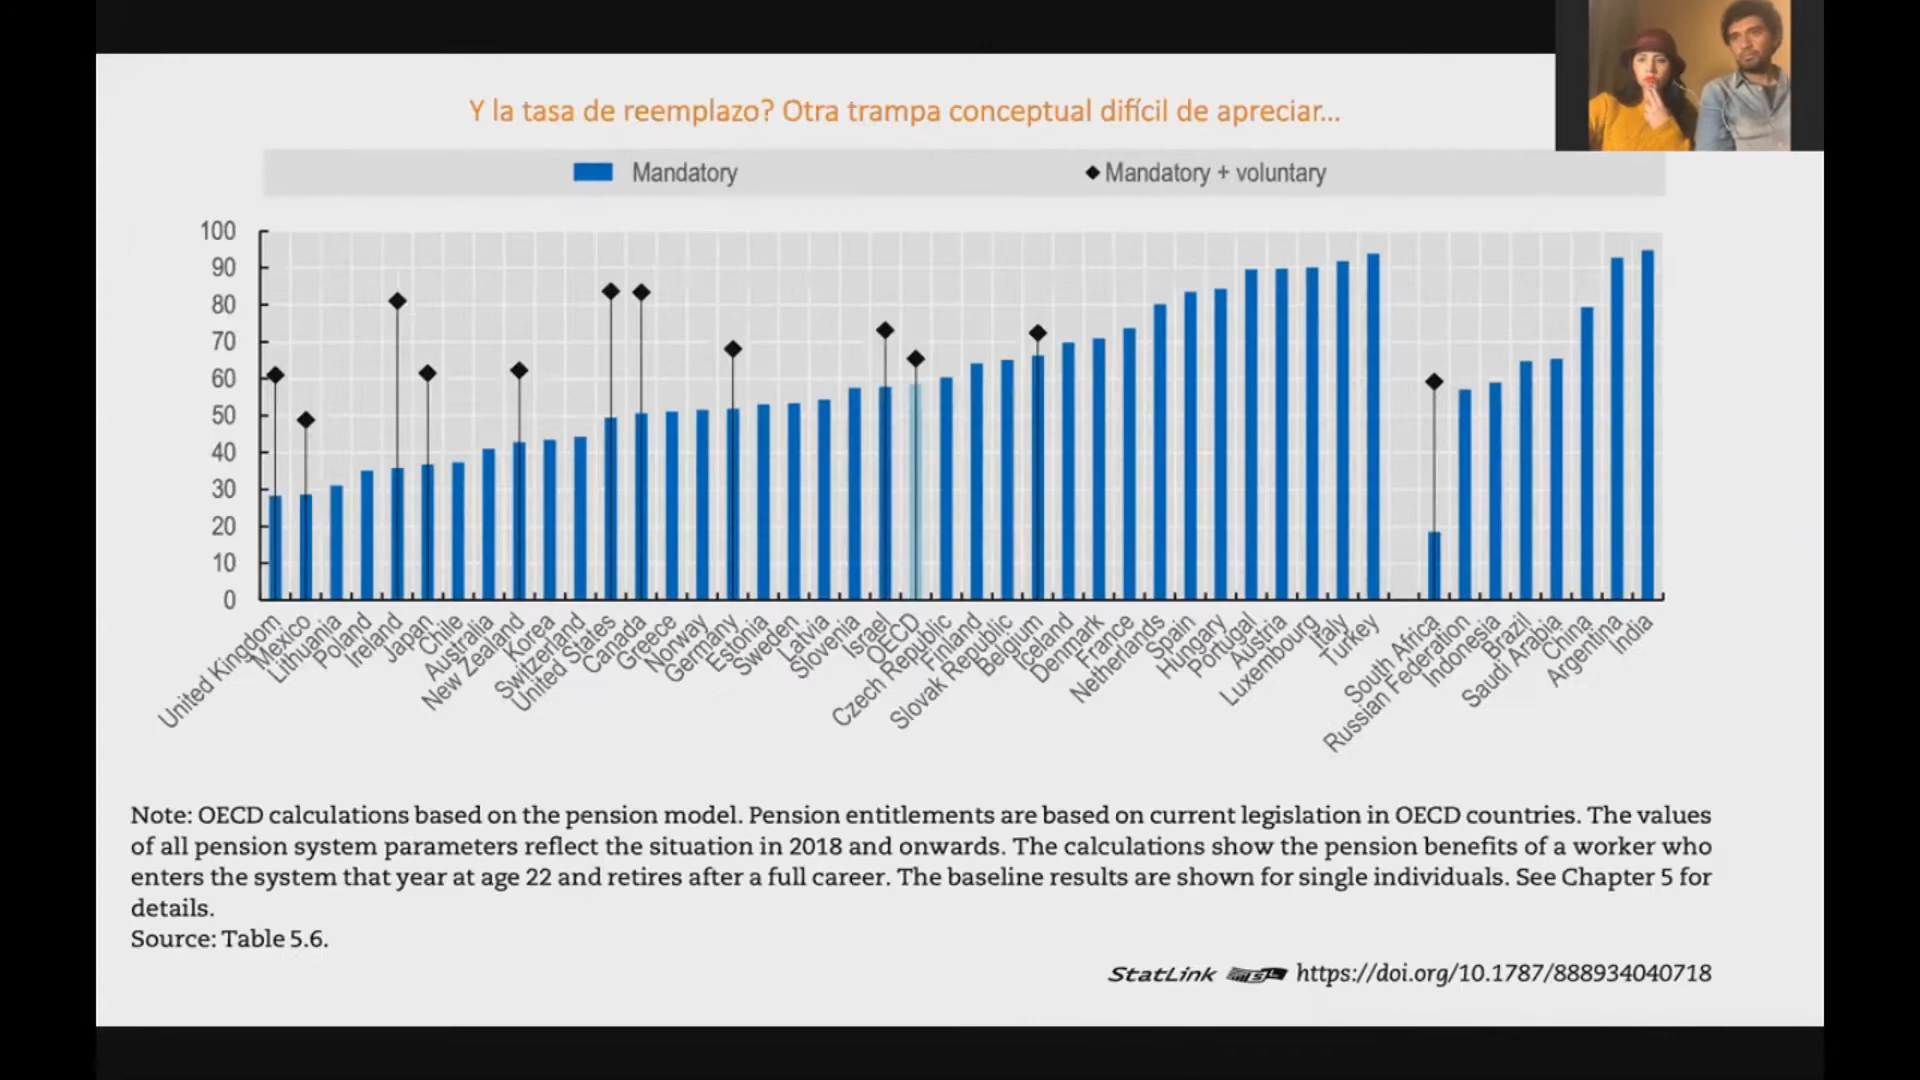 Y la tasa de reemplazo? Otra trampa conceptual difícil de apreciar...
Mandatory
Mandatory + voluntary
100
90
80
70
60
50
40
30
20
10
0
United Kingdom
Mexico
Lithuania
Poland
Ireland
Japan
Chile
Australia
New Zealand
Korea
Switzerland
United States
Canada
Greece
Norway
Germany
Estonia
Sweden
Latvia
Slovenia
Israel
OECD
Czech Republic
Finland
Slovak Republic
Belgium
Iceland
Denmark
France
Netherlands
Spain
Hungary
Portugal
Austria
Luxembourg
Italy
Turkey
South Africa
Russian Federation
Indonesia
Brazil
Saudi Arabia
China
Argentina
India
Note: OECD calculations based on the pension model. Pension entitlements are based on current legislation in OECD countries. The values
of all pension system parameters reflect the situation in 2018 and onwards. The calculations show the pension benefits of a worker who
enters the system that year at age 22 and retires after a full career. The baseline results are shown for single individuals. See Chapter 5 for
details.
Source: Table 5.6.
StatLink https://doi.org/10.1787/888934040718